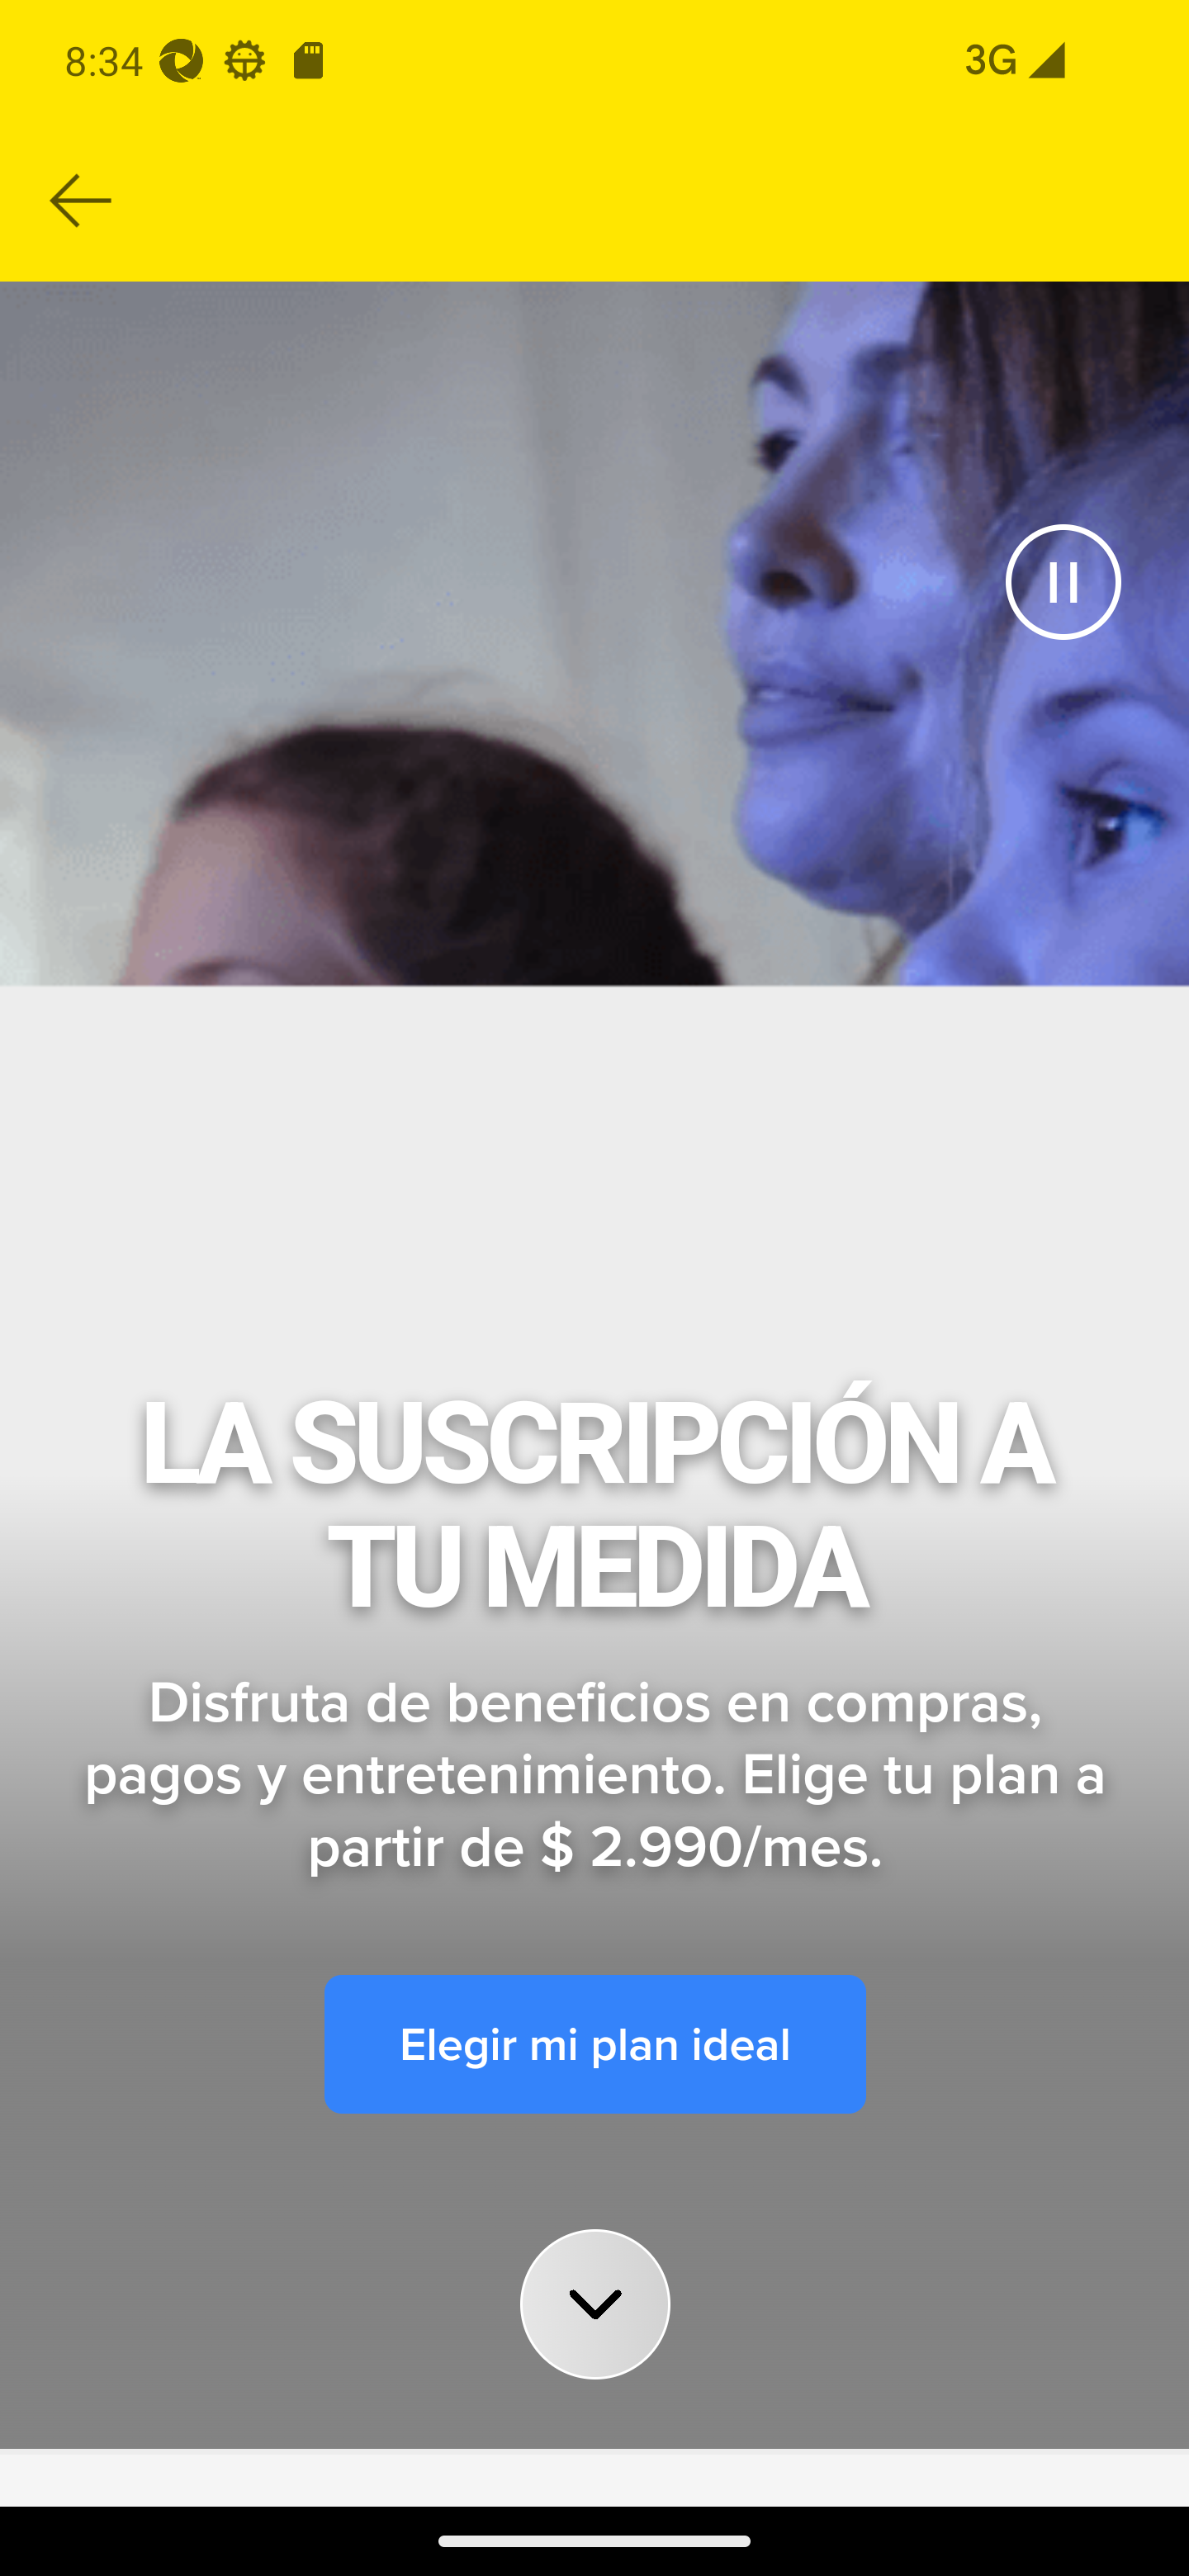 8:34
3G
LA SUSCRIPCIÓN A
TU MEDIDA
Disfruta de beneficios en compras,
pagos y entretenimiento. Elige tu plan a
partir de $ 2.990/mes.
Elegir mi plan ideal